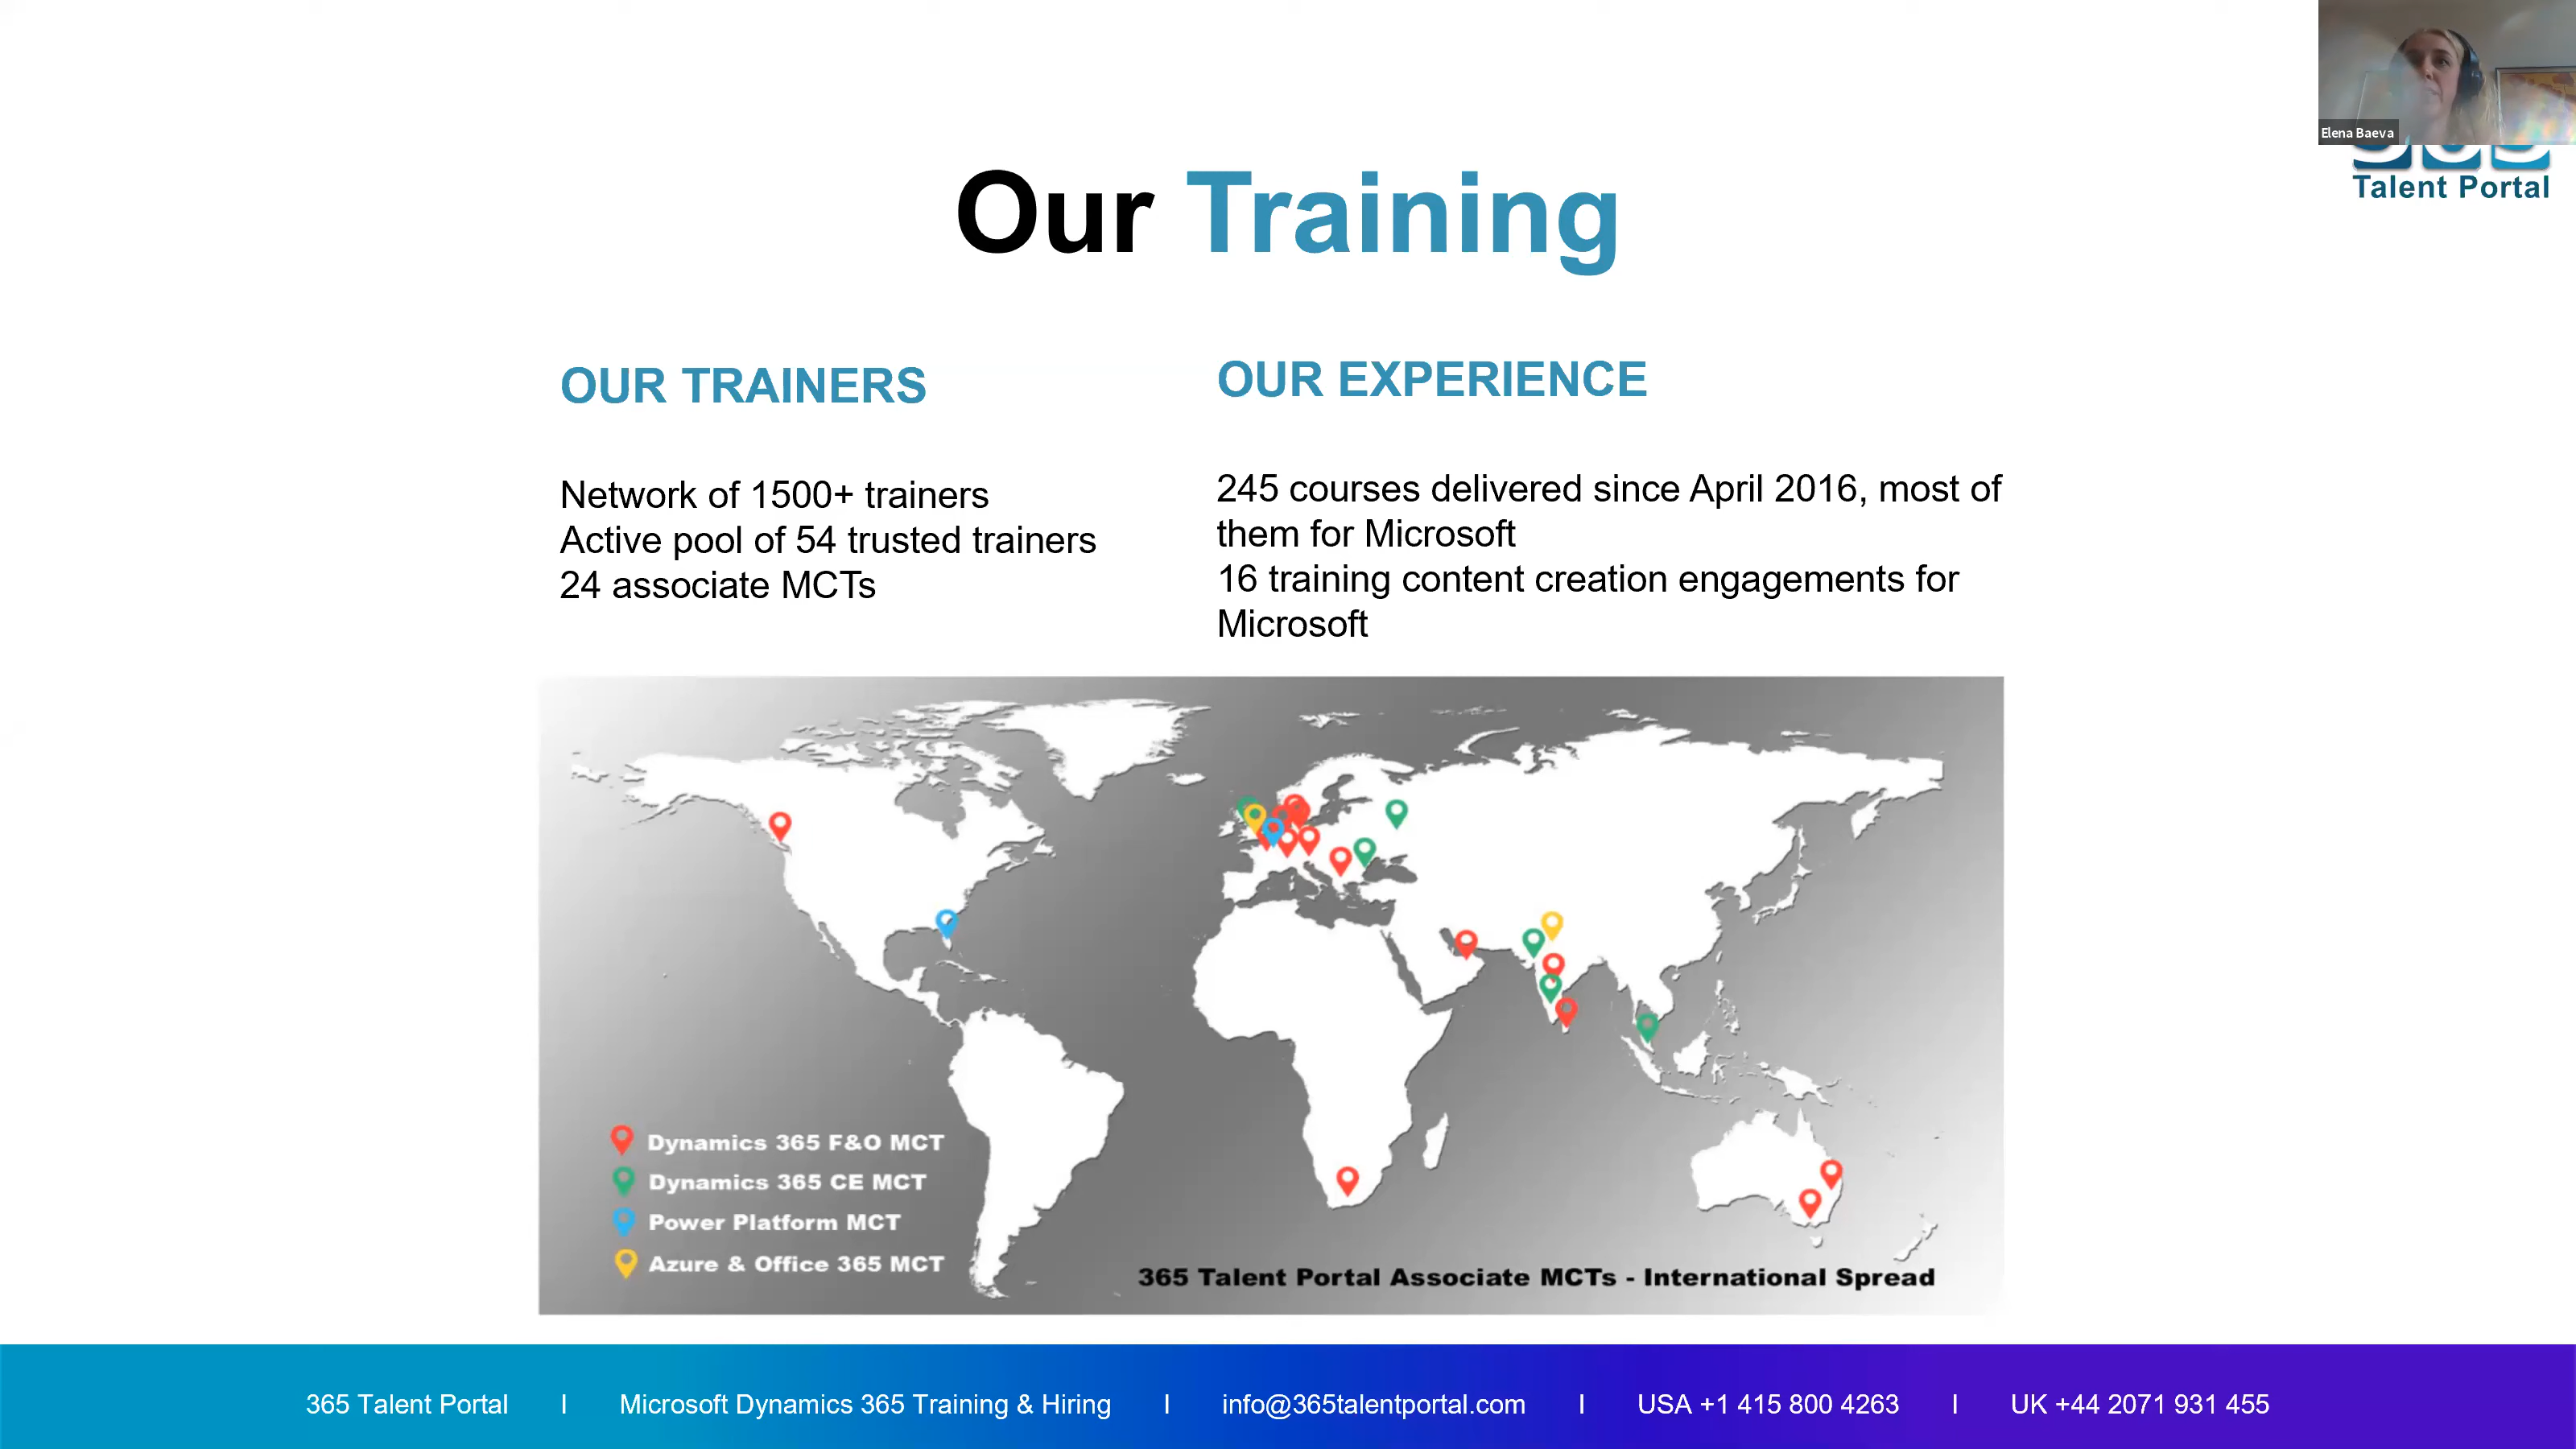 Elena Baeva
Talent Portal
Our Training
OUR TRAINERS
Network of 1500+ trainers
Active pool of 54 trusted trainers
24 associate MCTs
OUR EXPERIENCE
245 courses delivered since April 2016, most of
them for Microsoft
16 training content creation engagements for
Microsoft
Dynamics 365 F&O MCT
Dynamics 365 CE MCT
Power Platform MCT
Azure & Office 365 MCT
365 Talent Portal Associate MCTs - International Spread
365 Talent Portal | Microsoft Dynamics 365 Training & Hiring | info@365talentportal.com | USA +1 415 800 4263 | UK +44 2071 931 455